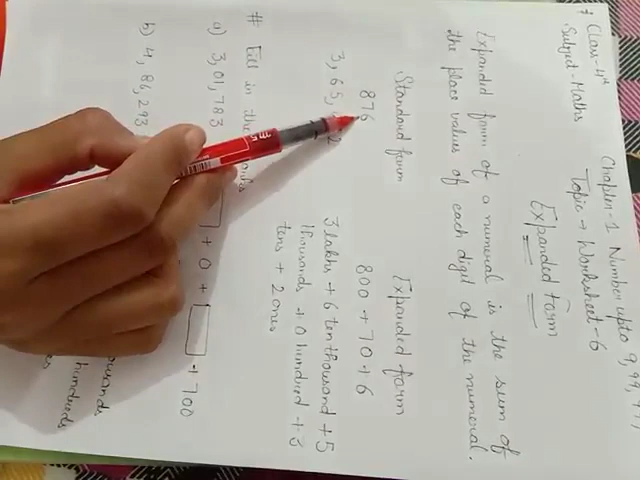 Class-4th Chapter-1 Number upto 9,99,
Subject-Maths Topic → Worksheet-6
Expanded form
Expanded form of a numeral is the sum of
the place values of each digit of the numeral.
Standard form Expanded form
876 800 + 70 + 6
3, 65, 2 3 lakhs + 6 ten thousand + 5
thousands + 0 hundred + 3
tens + 2 ones
# Fill in the
a) 3,01,783 + 0 + + 700
b) 4, 86,293
hundreds